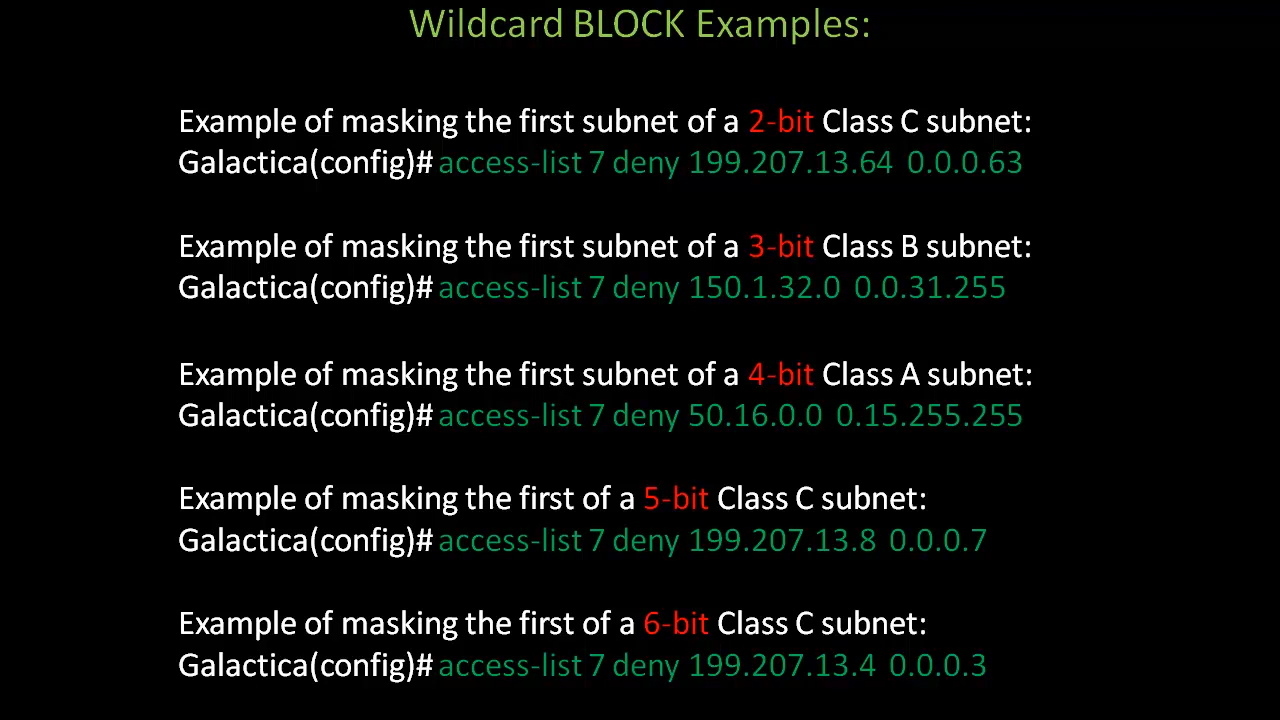 Wildcard BLOCK Examples:
Example of masking the first subnet of a 2-bit Class C subnet:
Galactica(config)# access-list 7 deny 199.207.13.64 0.0.0.63
Example of masking the first subnet of a 3-bit Class B subnet:
Galactica(config)# access-list 7 deny 150.1.32.0 0.0.31.255
Example of masking the first subnet of a 4-bit Class A subnet:
Galactica(config)# access-list 7 deny 50.16.0.0 0.15.255.255
Example of masking the first of a 5-bit Class C subnet:
Galactica(config)# access-list 7 deny 199.207.13.8 0.0.0.7
Example of masking the first of a 6-bit Class C subnet:
Galactica(config)# access-list 7 deny 199.207.13.4 0.0.0.3